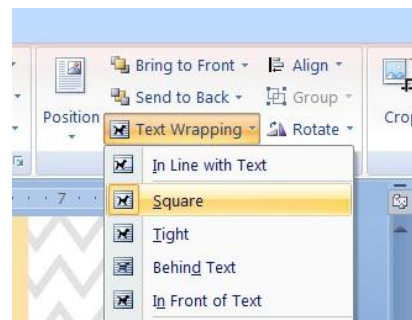 Bring to Front
Align
Send to Back
Group
Position
Text Wrapping
Rotate
In Line with Text
7
Square
Tight
Behind Text
In Front of Text